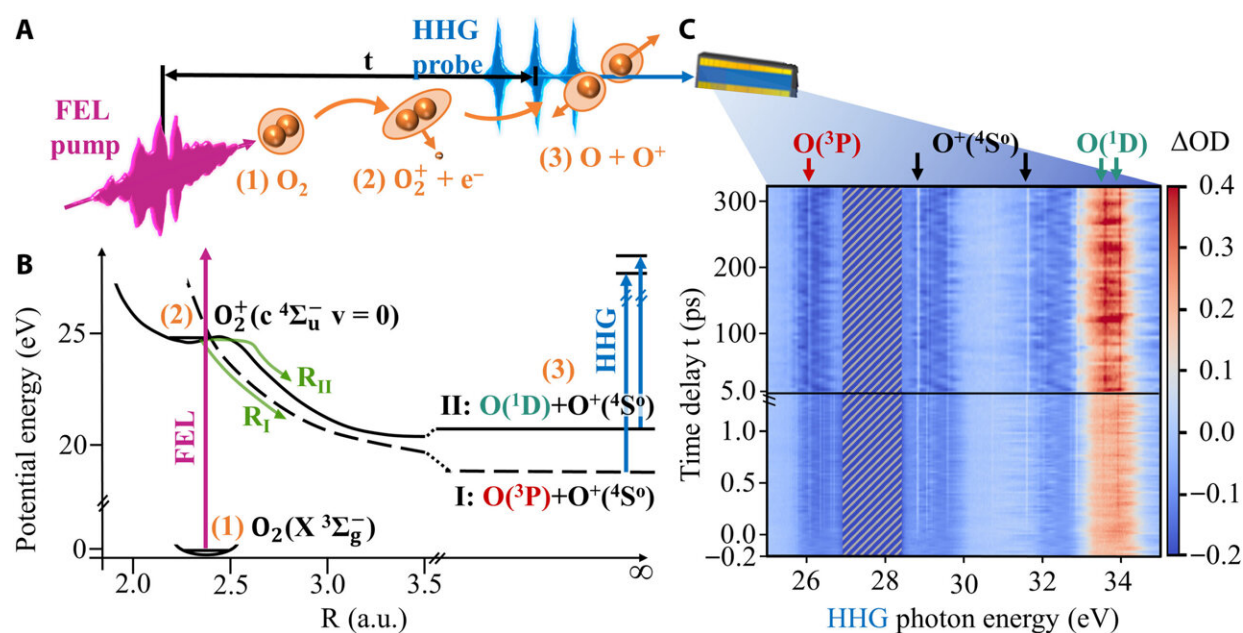 A
FEL
pump
t
HHG
probe
(1) O₂
(2) O₂⁺ + e⁻
(3) O + O⁺
B
Potential energy (eV)
25
20
0
(2)
O₂⁺(c ⁴Σᵤ⁻ v = 0)
R_II
R_I
FEL
(1) O₂(X ³Σg⁻)
(3)
HHG
II: O(¹D)+O⁺(⁴Sᵒ)
I: O(³P)+O⁺(⁴Sᵒ)
2.0 2.5 3.0 3.5 ∞
R (a.u.)
C
O(³P) O⁺(⁴Sᵒ) O(¹D)
ΔOD
Time delay t (ps)
300
200
100
5.0
1.0
0.5
0.0
−0.2
26 28 30 32 34
HHG photon energy (eV)
0.4
0.3
0.2
0.1
0.0
−0.1
−0.2